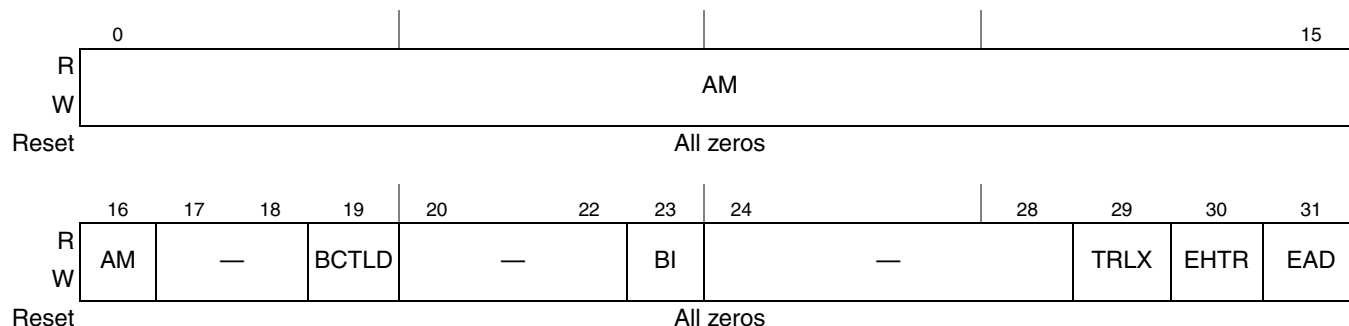 0 15
R
AM
W
Reset All zeros
16 17 18 19 20 22 23 24 28 29 30 31
R
AM — BCTLD — BI — TRLX EHTR EAD
W
Reset All zeros